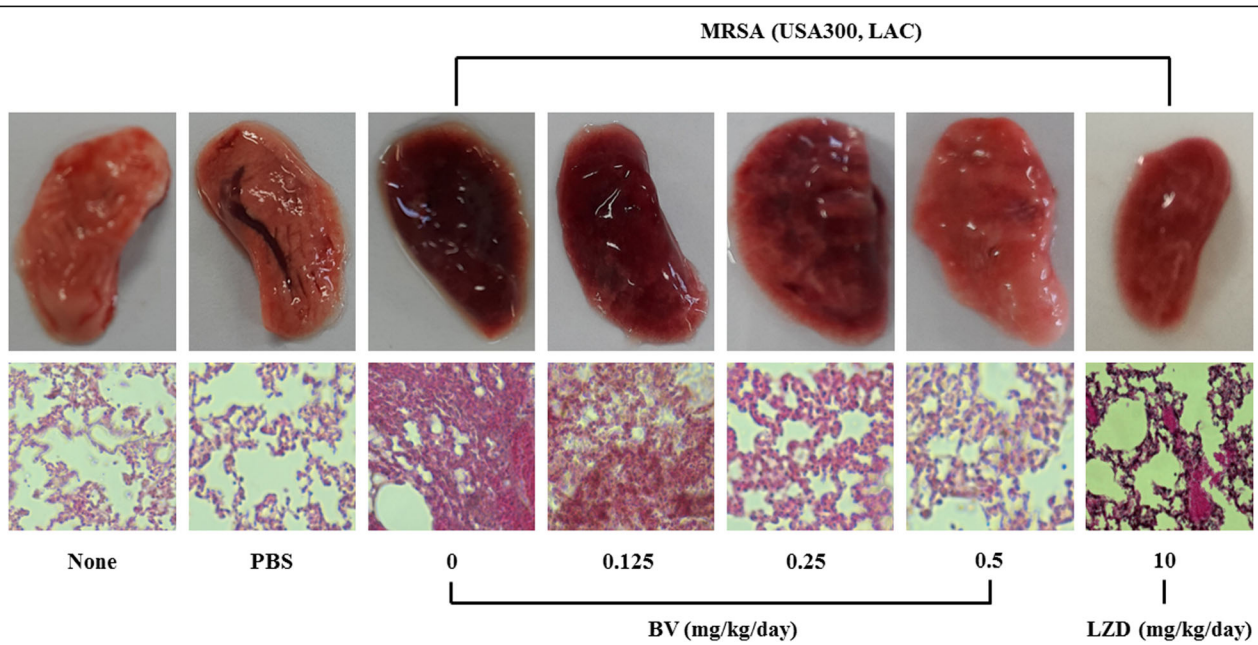 MRSA (USA300, LAC)
None PBS 0 0.125 0.25 0.5 10
BV (mg/kg/day) LZD (mg/kg/day)